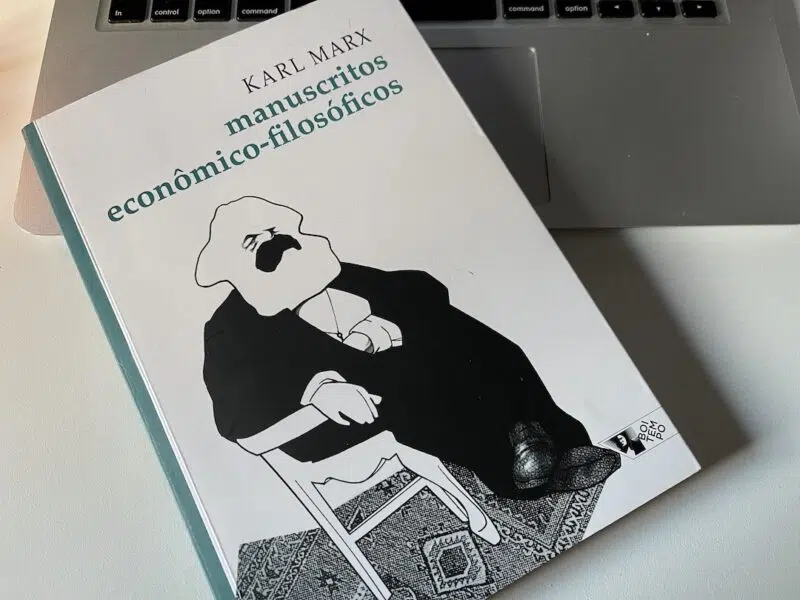 fn
control
option
command
command
option
KARL MARX
manuscritos
econômico-filosóficos
BOI
TEM
PO